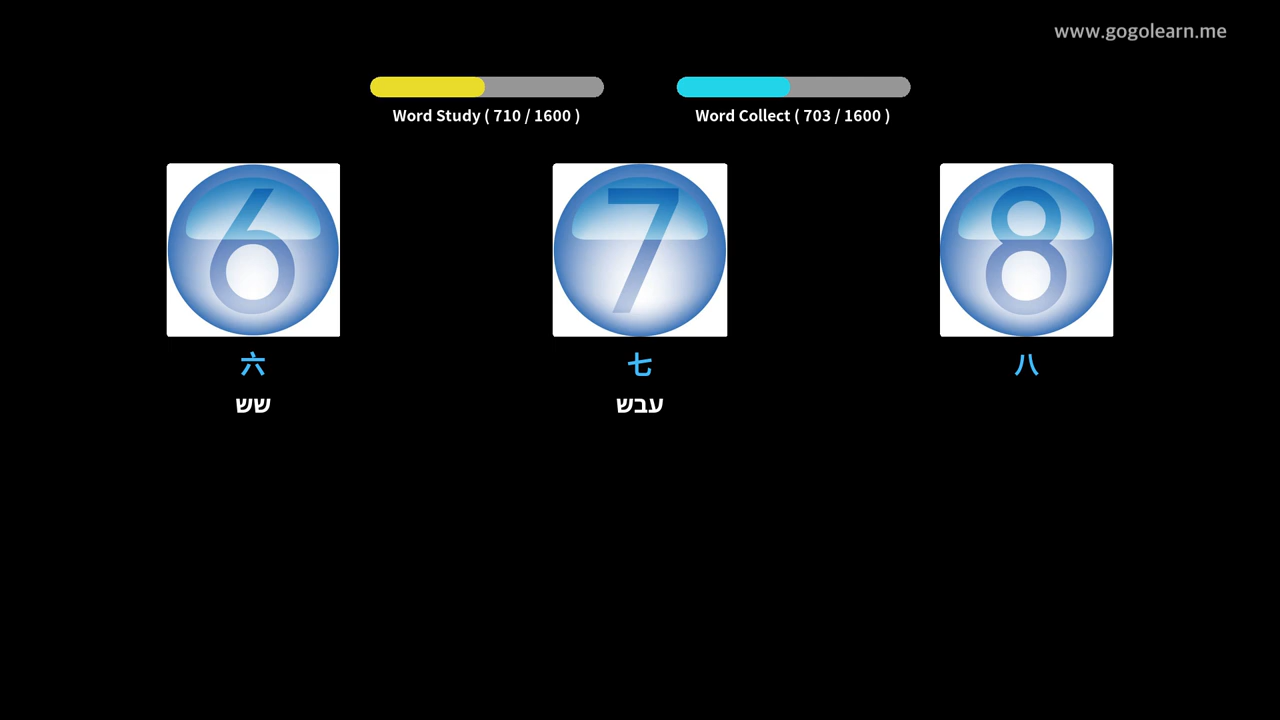 www.gogolearn.me
Word Study ( 710 / 1600 )
Word Collect ( 703 / 1600 )
6
7
8
六
七
八
שש
עבש